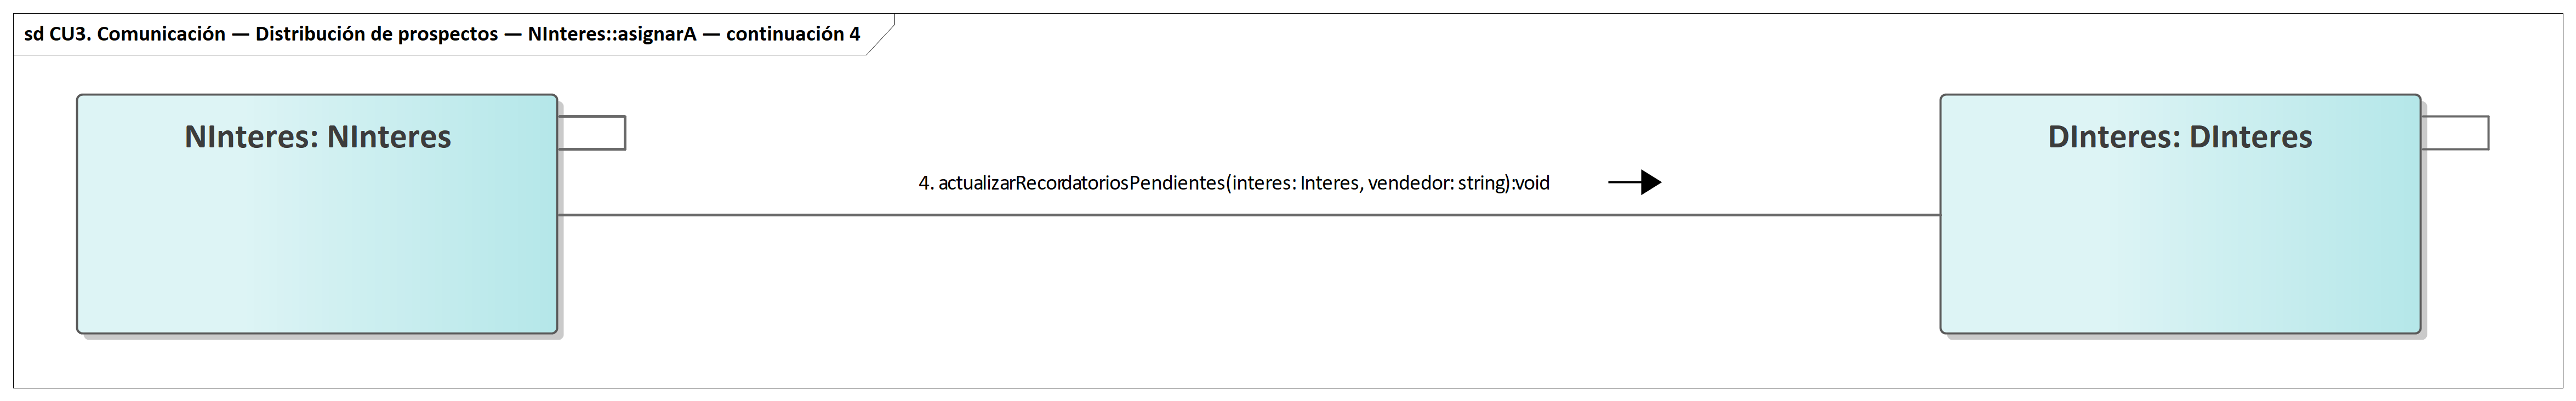 sd CU3. Comunicación — Distribución de prospectos — NInteres::asignarA — continuación 4
NInteres: NInteres
DInteres: DInteres
4. actualizarRecordatoriosPendientes(interes: Interes, vendedor: string):void